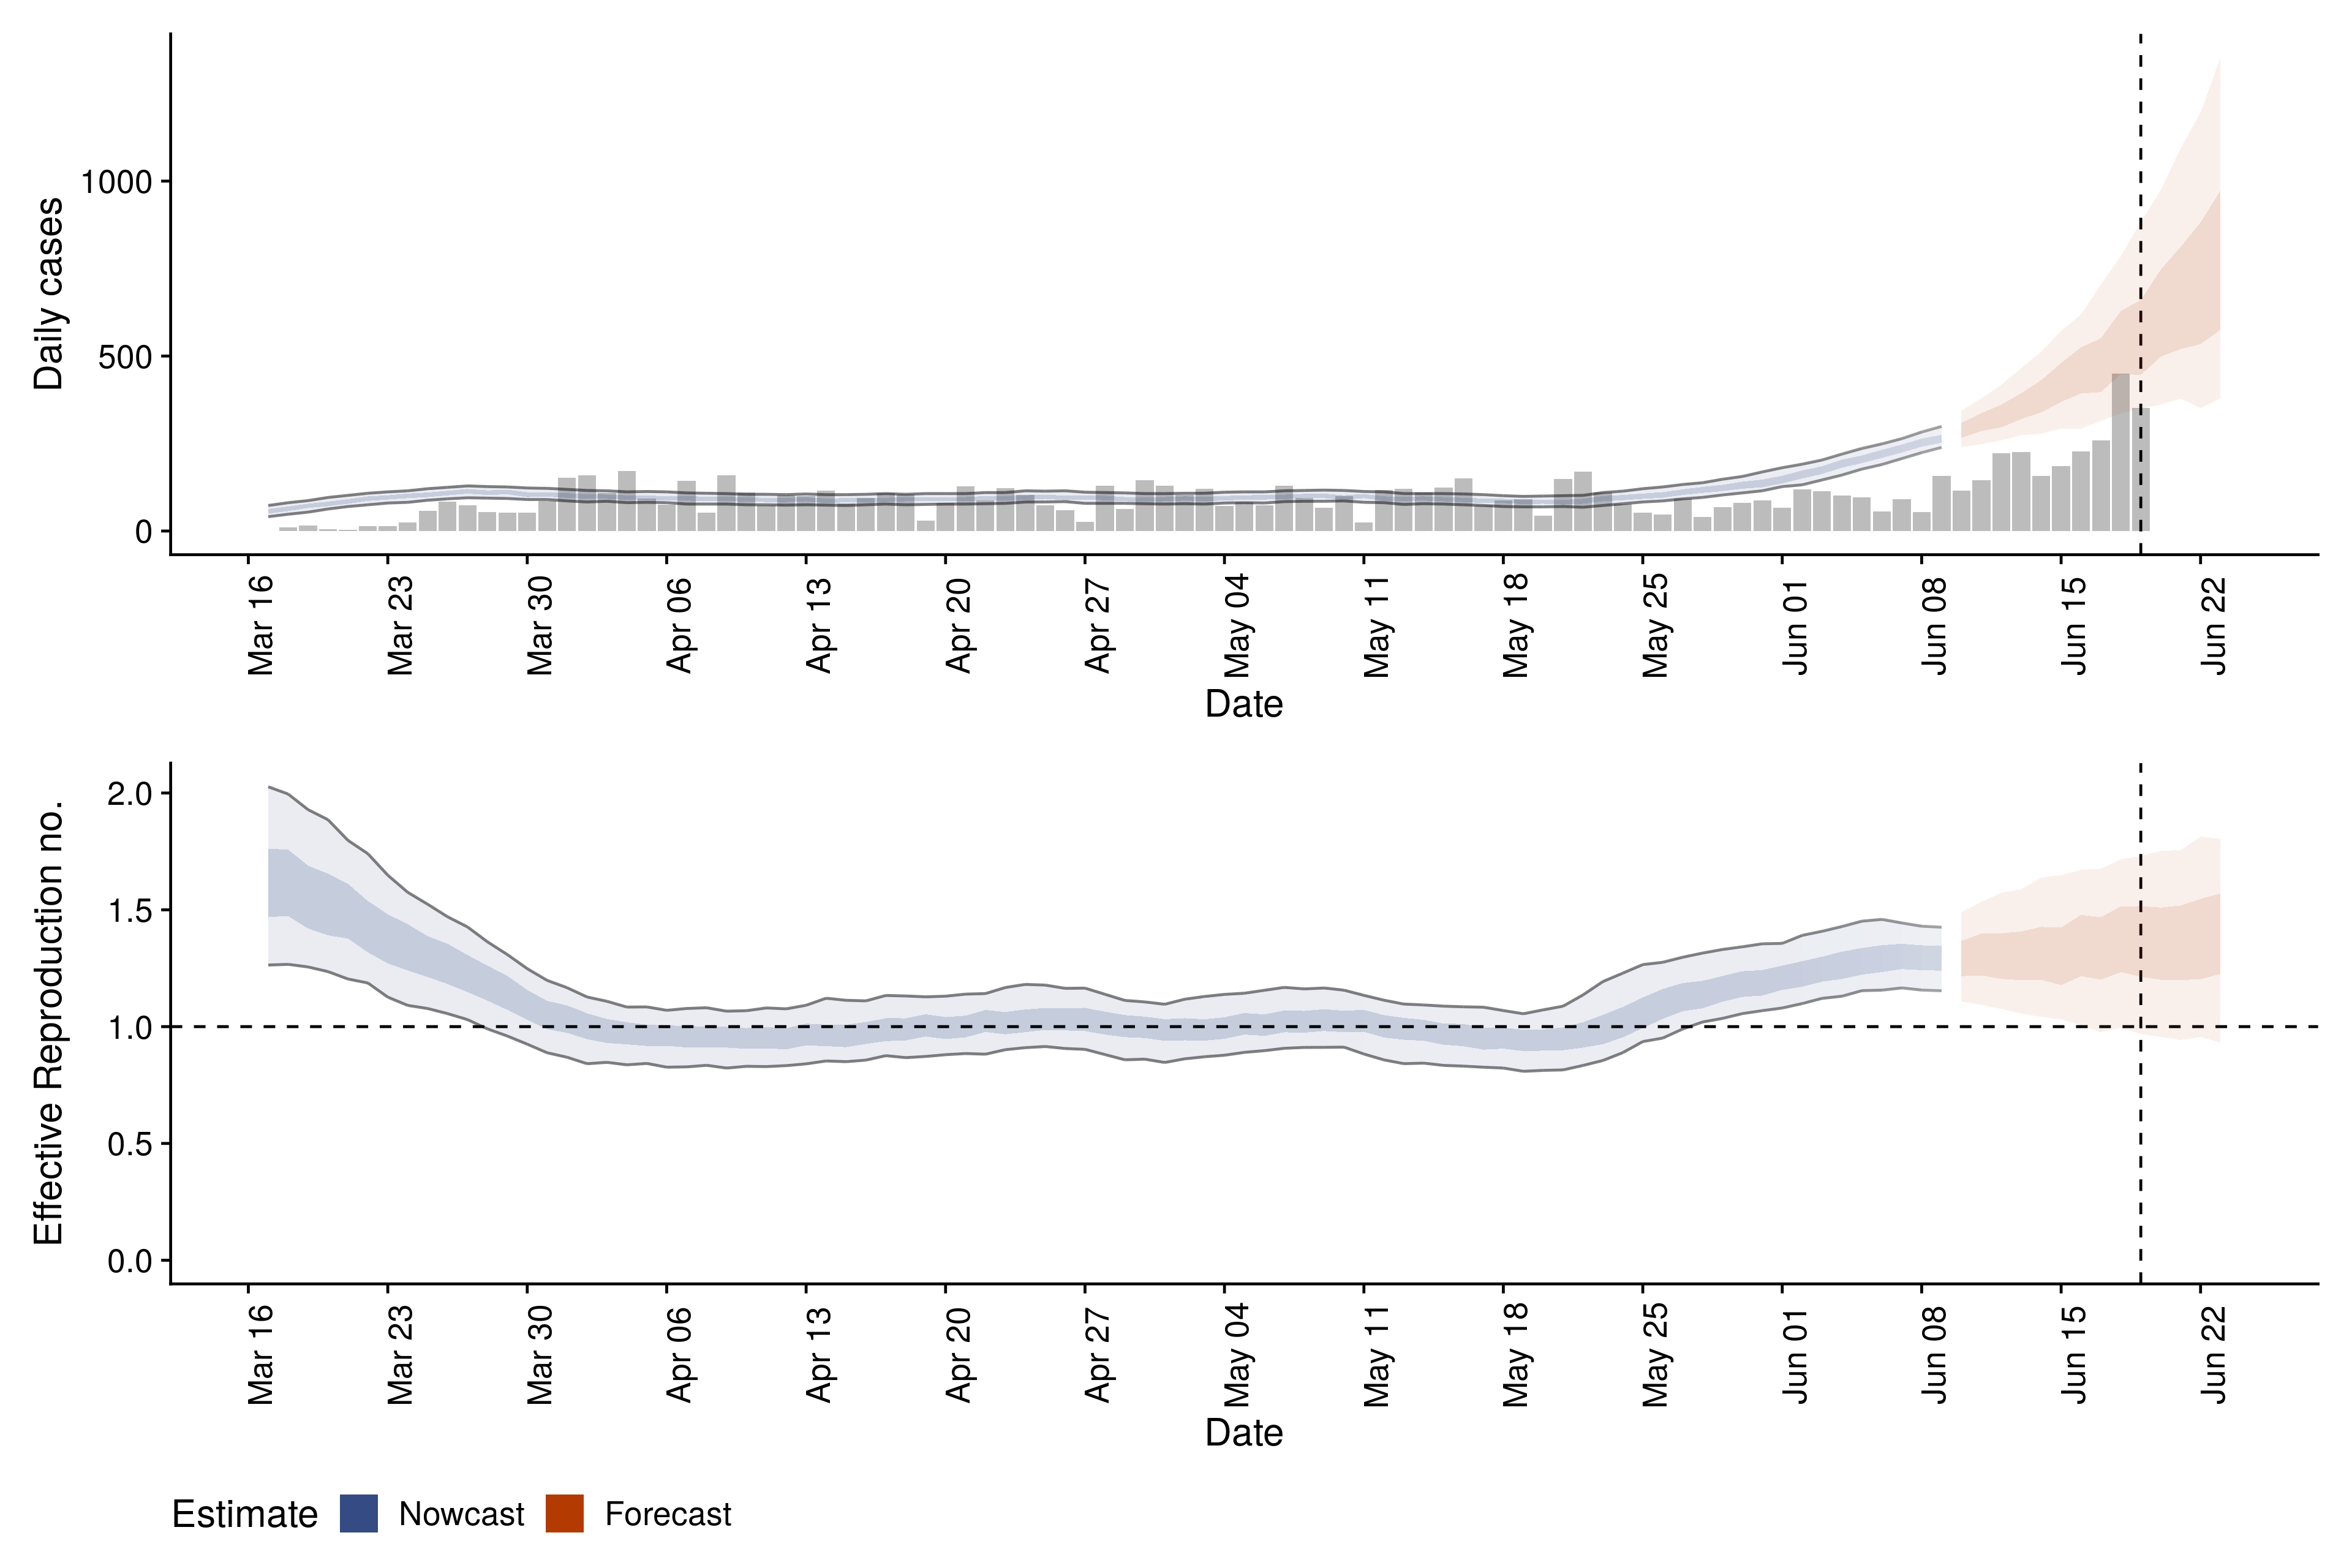 Daily cases
1000
500
0
Mar 16 Mar 23 Mar 30 Apr 06 Apr 13 Apr 20 Apr 27 May 04 May 11 May 18 May 25 Jun 01 Jun 08 Jun 15 Jun 22
Date
Effective Reproduction no.
2.0
1.5
1.0
0.5
0.0
Mar 16 Mar 23 Mar 30 Apr 06 Apr 13 Apr 20 Apr 27 May 04 May 11 May 18 May 25 Jun 01 Jun 08 Jun 15 Jun 22
Date
Estimate Nowcast Forecast